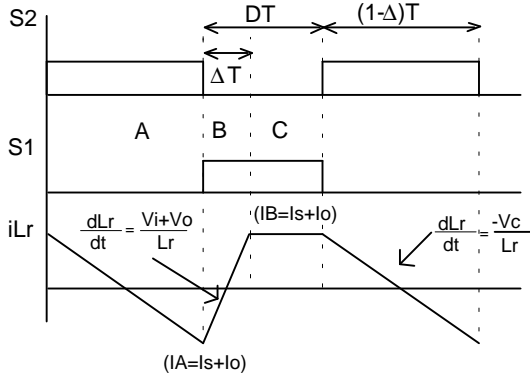 S2
DT
(1-Δ)T
ΔT
A
B
C
S1
iLr
dLr/dt = Vi+Vo/Lr
(IB=Is+Io)
dLr/dt = -Vc/Lr
(IA=Is+Io)